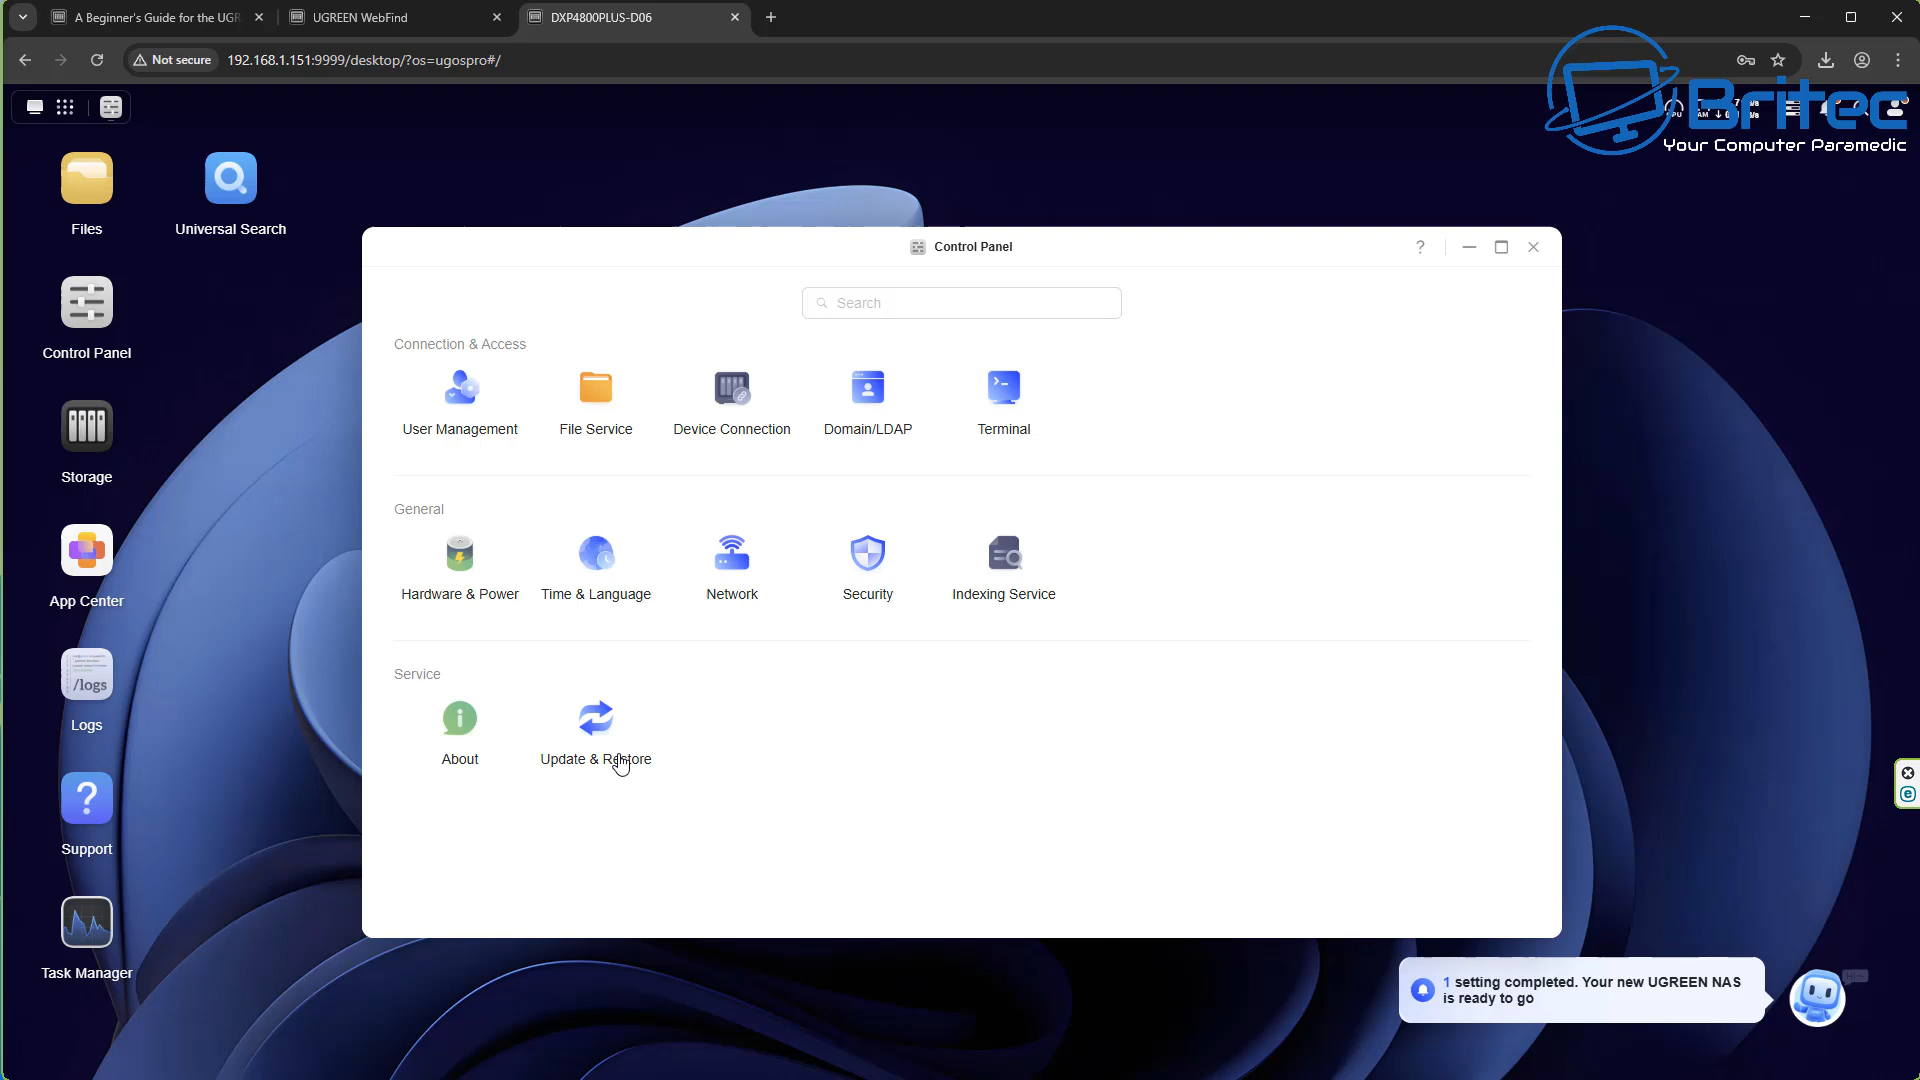 A Beginner's Guide for the UGR
UGREEN WebFind
DXP4800PLUS-D06
Not secure
192.168.1.151:9999/desktop/?os=ugospro#/
Britec
Your Computer Paramedic
Files
Universal Search
Control Panel
Storage
App Center
/logs
Logs
Support
Task Manager
Control Panel
Search
Connection & Access
User Management
File Service
Device Connection
Domain/LDAP
Terminal
General
Hardware & Power
Time & Language
Network
Security
Indexing Service
Service
About
Update & Restore
1 setting completed. Your new UGREEN NAS
is ready to go